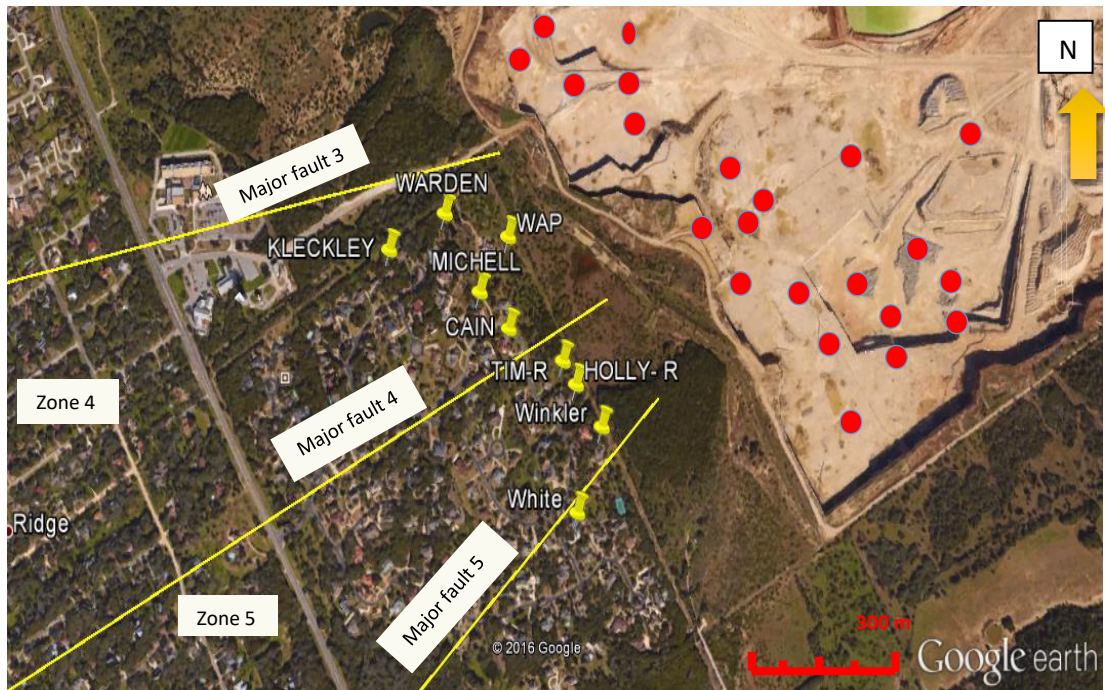 N
Major fault 3
WARDEN
WAP
KLECKLEY
MICHELL
CAIN
TIM-R
HOLLY- R
Zone 4
Major fault 4
Winkler
White
Ridge
Major fault 5
Zone 5
300 m
© 2016 Google
Google earth